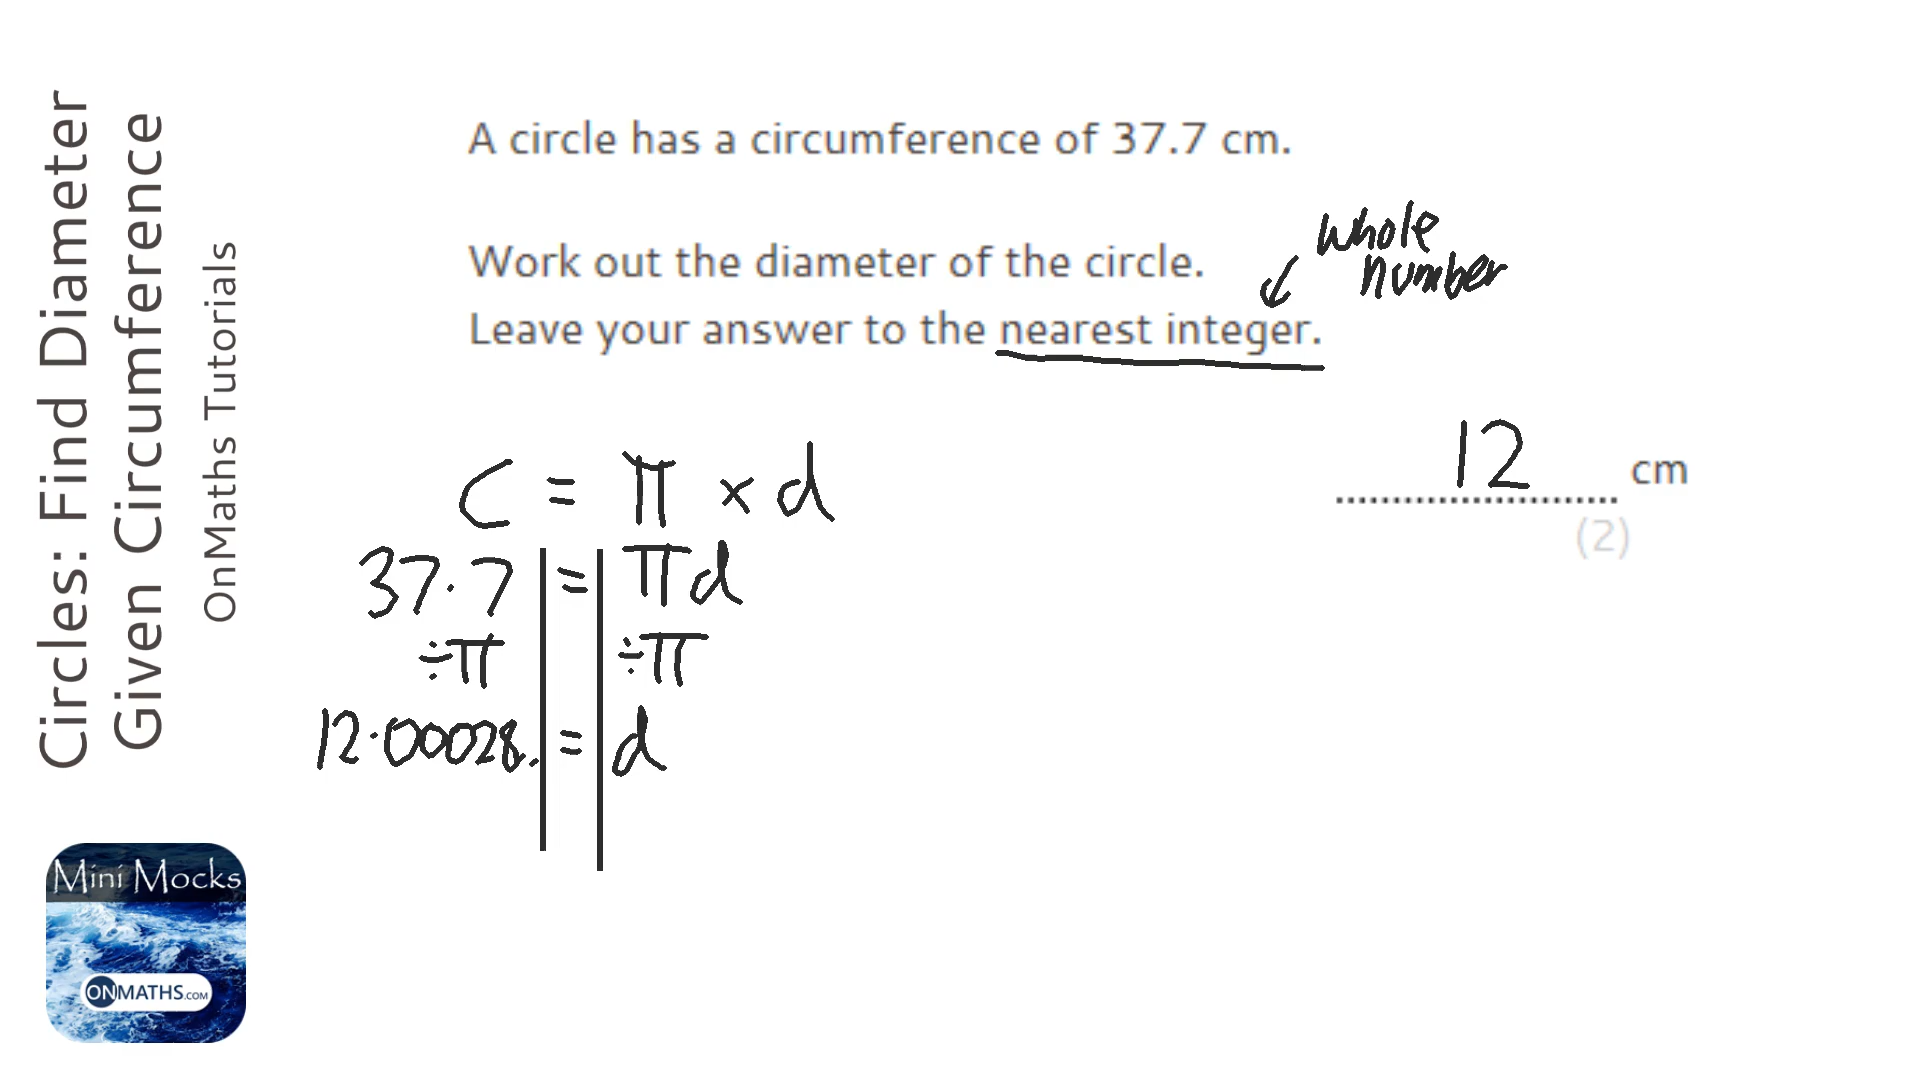 Circles: Find Diameter
Given Circumference
OnMaths Tutorials
A circle has a circumference of 37.7 cm.
Work out the diameter of the circle.
Leave your answer to the nearest integer.
whole
number
12 cm
(2)
C = π × d
37.7 = πd
÷π ÷π
12.00028. = d
Mini Mocks
ONMATHS.COM